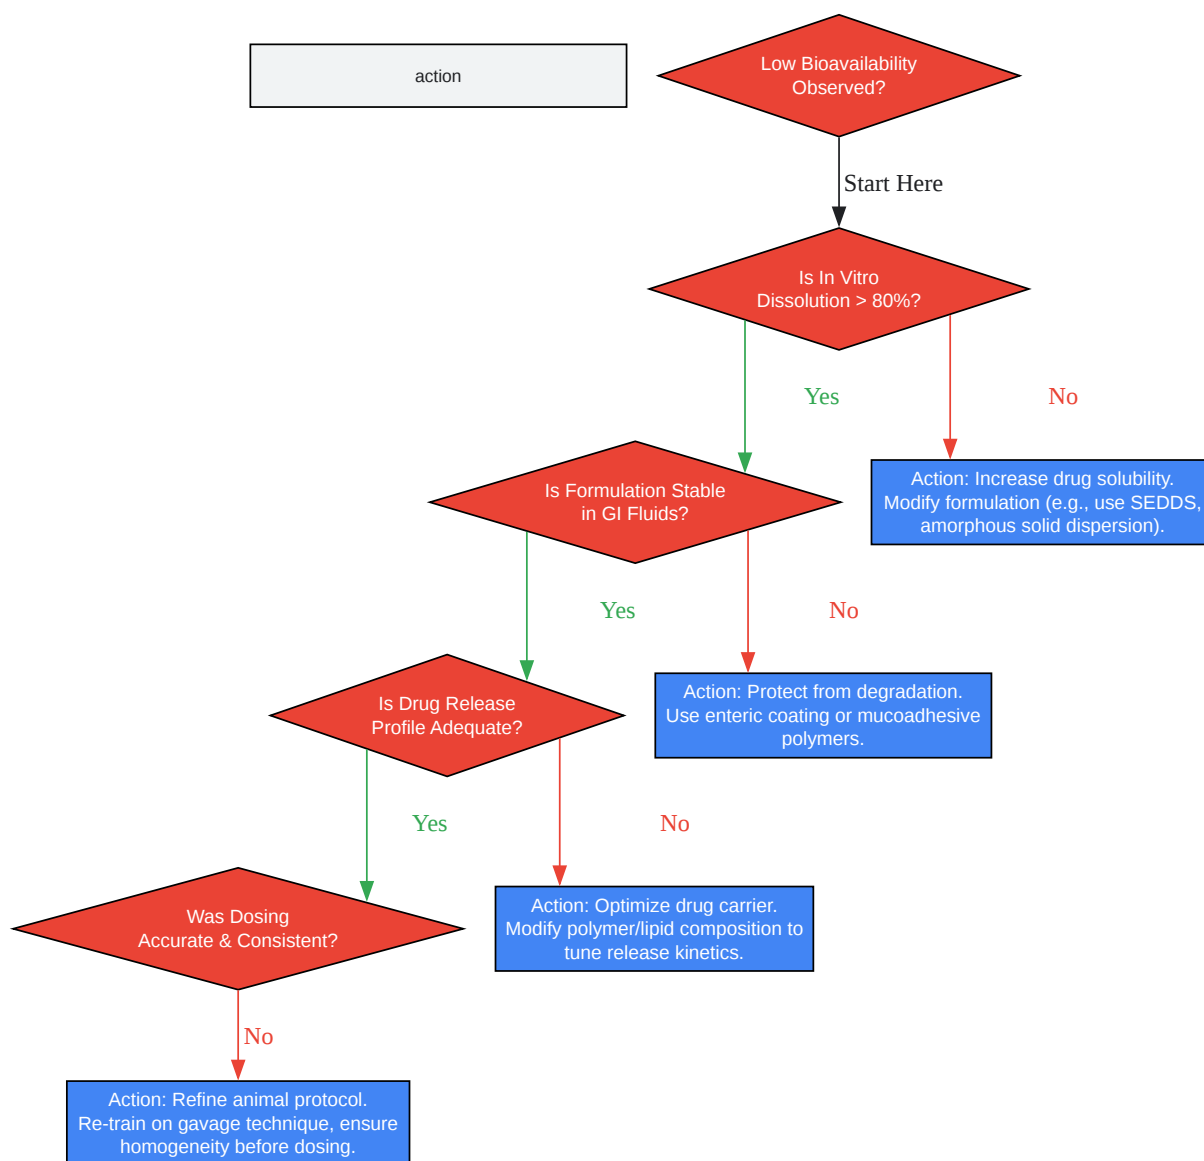 action
Low Bioavailability
Observed?
Start Here
Is In Vitro
Dissolution > 80%?
Yes
No
Action: Increase drug solubility.
Modify formulation (e.g., use SEDDS,
amorphous solid dispersion).
Is Formulation Stable
in GI Fluids?
Yes
No
Action: Protect from degradation.
Use enteric coating or mucoadhesive
polymers.
Is Drug Release
Profile Adequate?
Yes
No
Action: Optimize drug carrier.
Modify polymer/lipid composition to
tune release kinetics.
Was Dosing
Accurate & Consistent?
No
Action: Refine animal protocol.
Re-train on gavage technique, ensure
homogeneity before dosing.